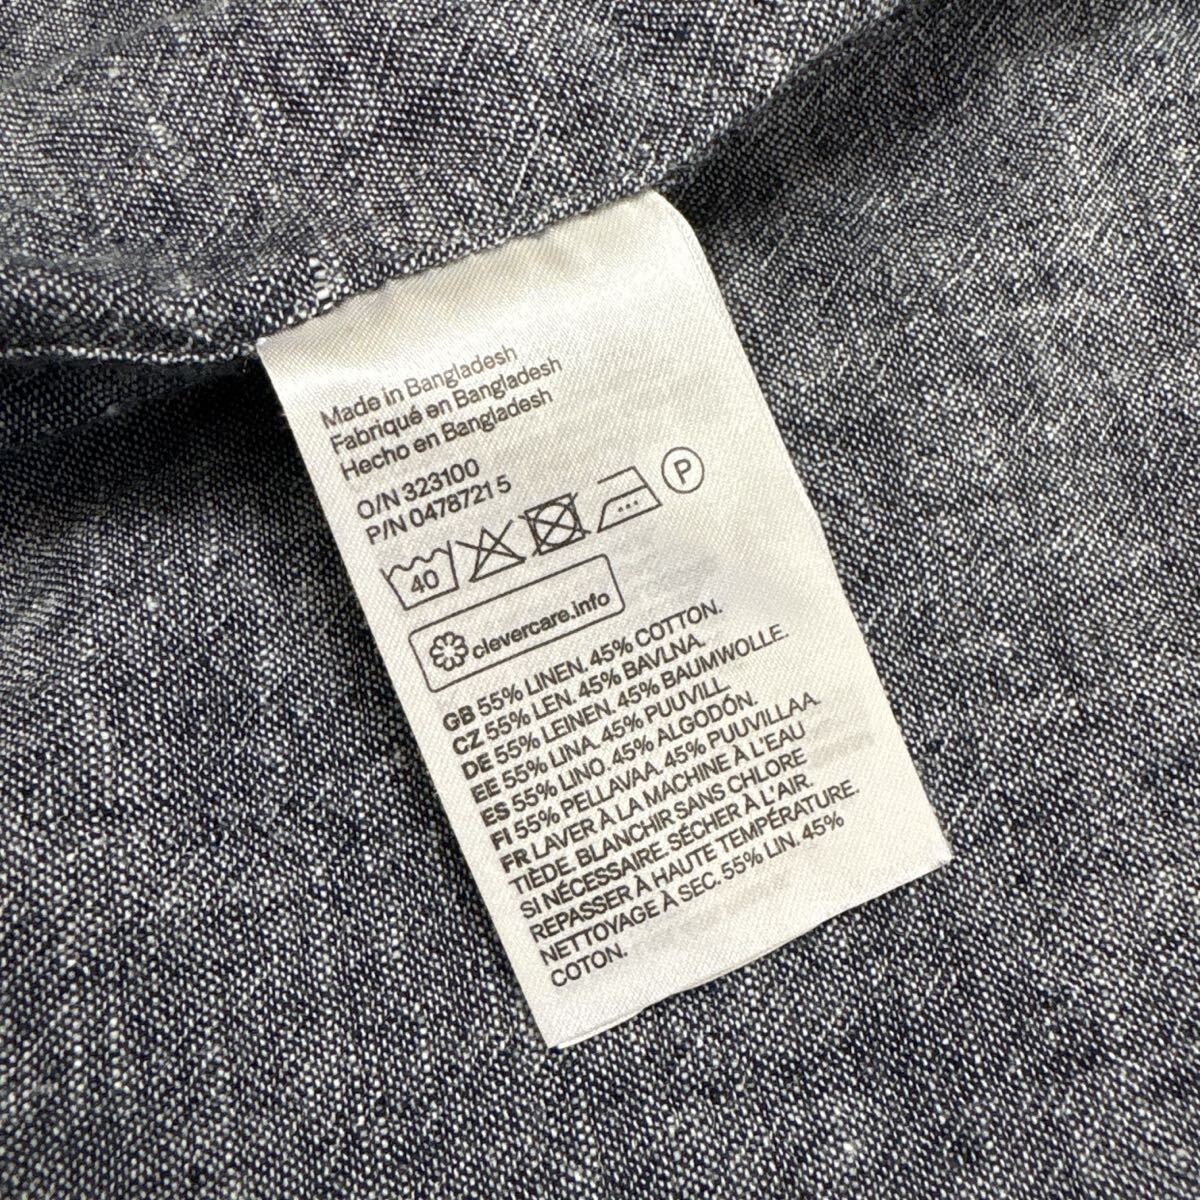 Made in Bangladesh
Fabriqué en Bangladesh
Hecho en Bangladesh
O/N 323100
P/N 0478721 5
40
P
clevercare.info
GB 55% LINEN. 45% COTTON.
CZ 55% LEN. 45% BAVLNA.
DE 55% LEINEN. 45% BAUMWOLLE.
EE 55% LINA. 45% PUUVILL.
ES 55% LINO. 45% ALGODÓN.
FI 55% PELLAVAA. 45% PUUVILLAA.
FR LAVER À LA MACHINE À L'EAU
TIÈDE. BLANCHIR SANS CHLORE
SI NÉCESSAIRE. SÉCHER À L'AIR.
REPASSER À HAUTE TEMPÉRATURE.
NETTOYAGE À SEC. 55% LIN. 45%
COTON.